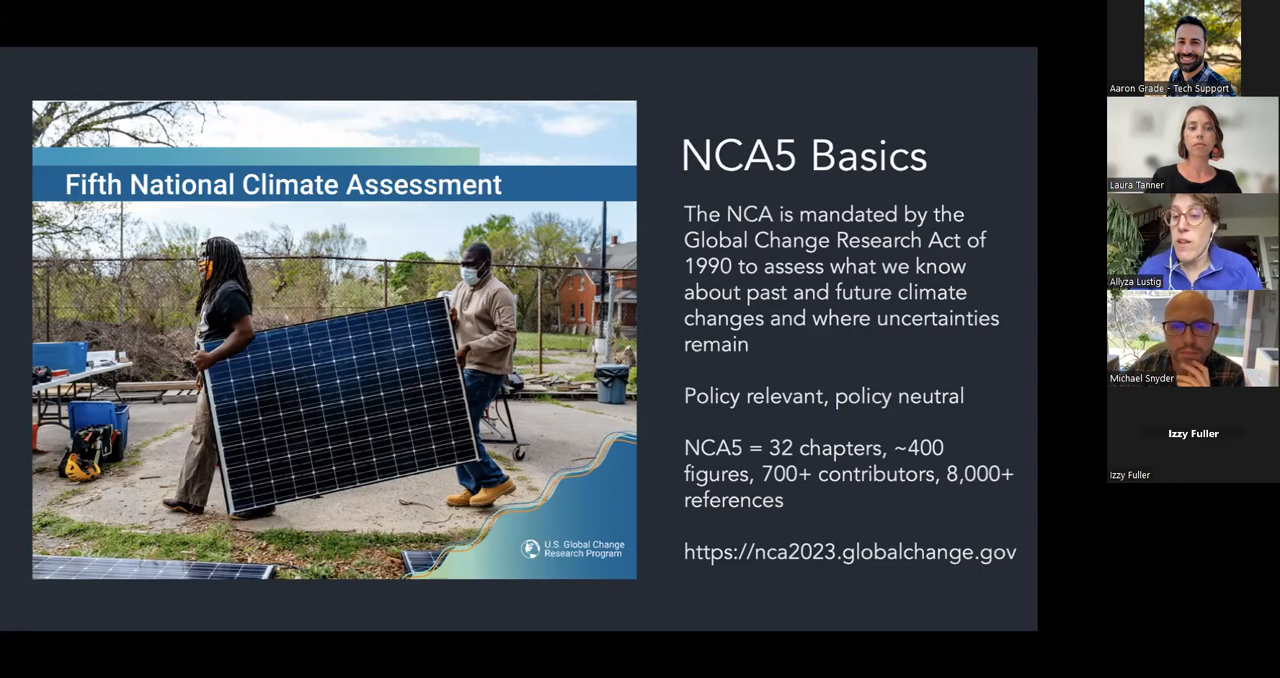 Fifth National Climate Assessment
U.S. Global Change
Research Program
NCA5 Basics
The NCA is mandated by the
Global Change Research Act of
1990 to assess what we know
about past and future climate
changes and where uncertainties
remain
Policy relevant, policy neutral
NCA5 = 32 chapters, ~400
figures, 700+ contributors, 8,000+
references
https://nca2023.globalchange.gov
Aaron Grade - Tech Support
Laura Tanner
Allyza Lustig
Michael Snyder
Izzy Fuller
Izzy Fuller